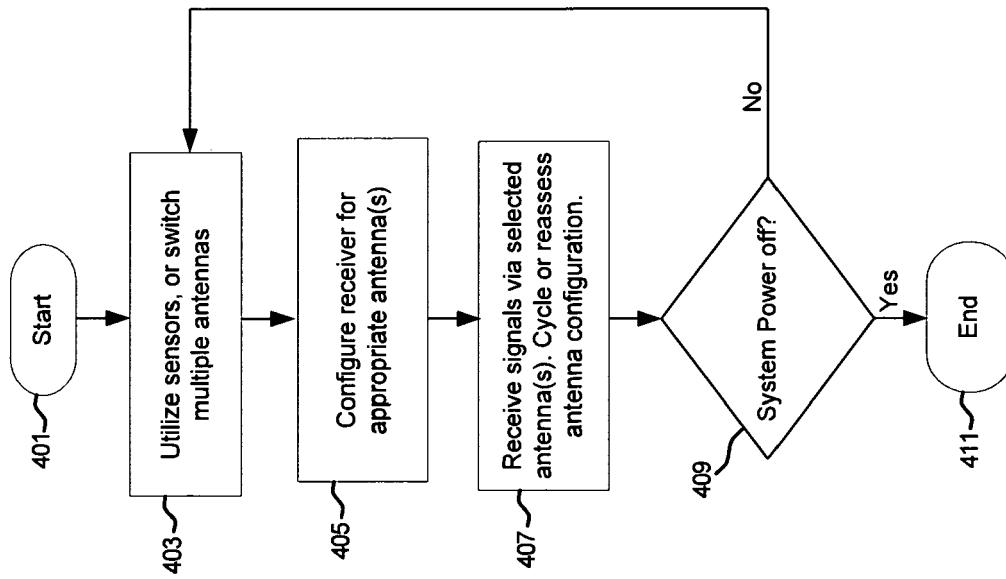 Start
401
Utilize sensors, or switch
multiple antennas
403
Configure receiver for
appropriate antenna(s)
405
Receive signals via selected
antenna(s). Cycle or reassess
antenna configuration.
407
System Power off?
409
No
Yes
End
411